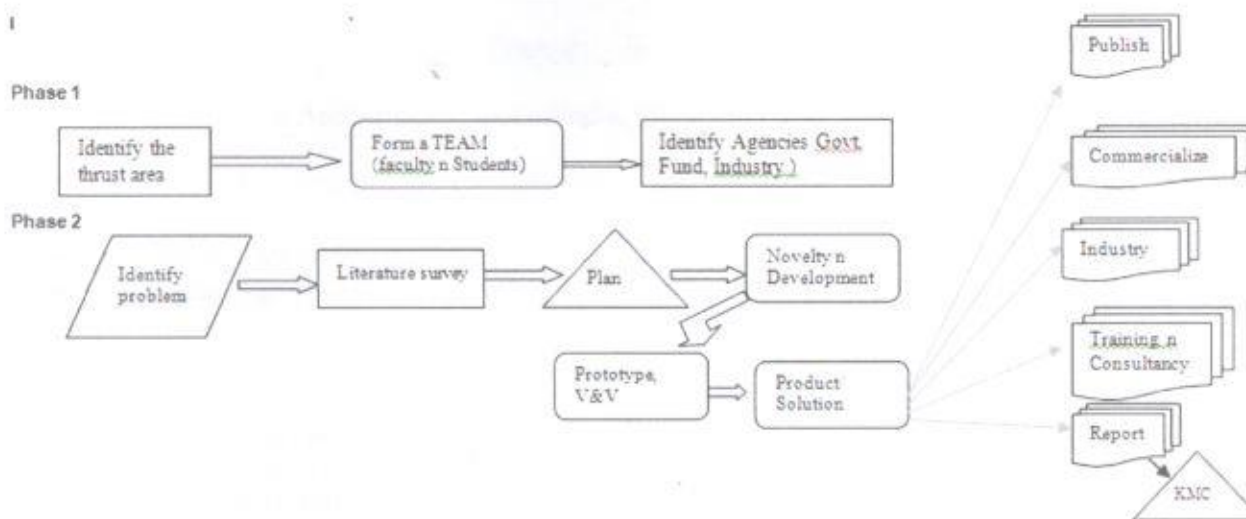 I
Phase 1
Identify the
thrust area
Form a TEAM
(faculty n Students)
Identify Agencies Govt.
Fund, Industry )
Phase 2
Identify
problem
Literature survey
Plan
Novelty n
Development
Prototype,
V&V
Product
Solution
Publish
Commercialize
Industry
Training n
Consultancy
Report
KMC